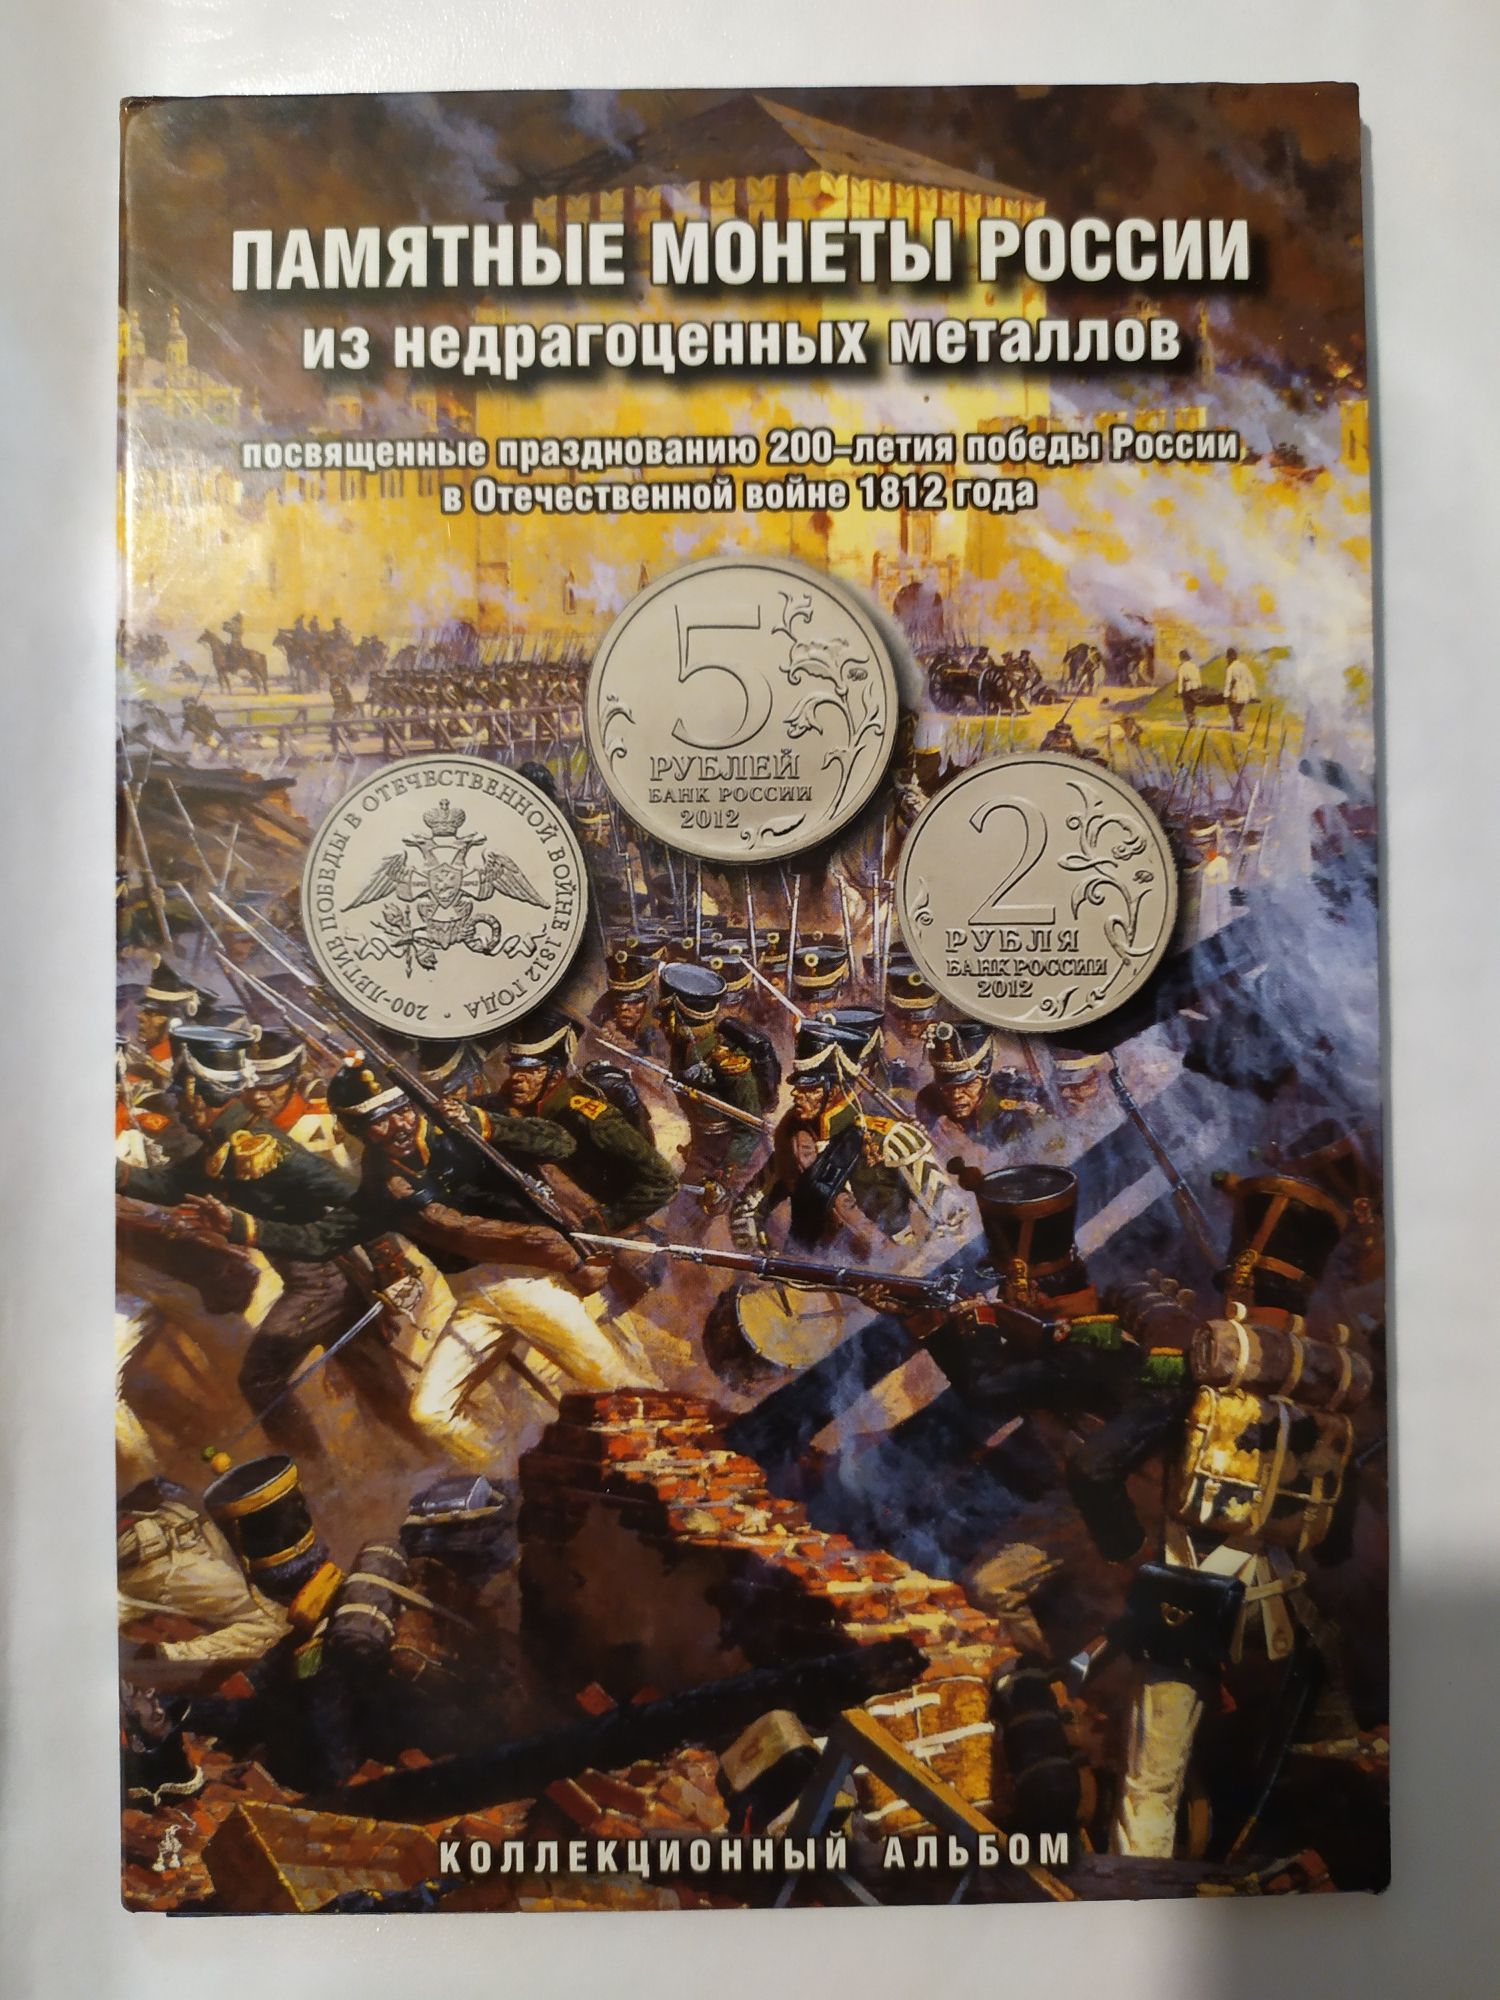 ПАМЯТНЫЕ МОНЕТЫ РОССИИ
из недрагоценных металлов
посвященные празднованию 200-летия победы России
в Отечественной войне 1812 года
5
РУБЛЕЙ
БАНК РОССИИ
2012
200-ЛЕТИЕ ПОБЕДЫ В ОТЕЧЕСТВЕННОЙ ВОЙНЕ 1812 ГОДА •
2
РУБЛЯ
БАНК РОССИИ
2012
КОЛЛЕКЦИОННЫЙ АЛЬБОМ